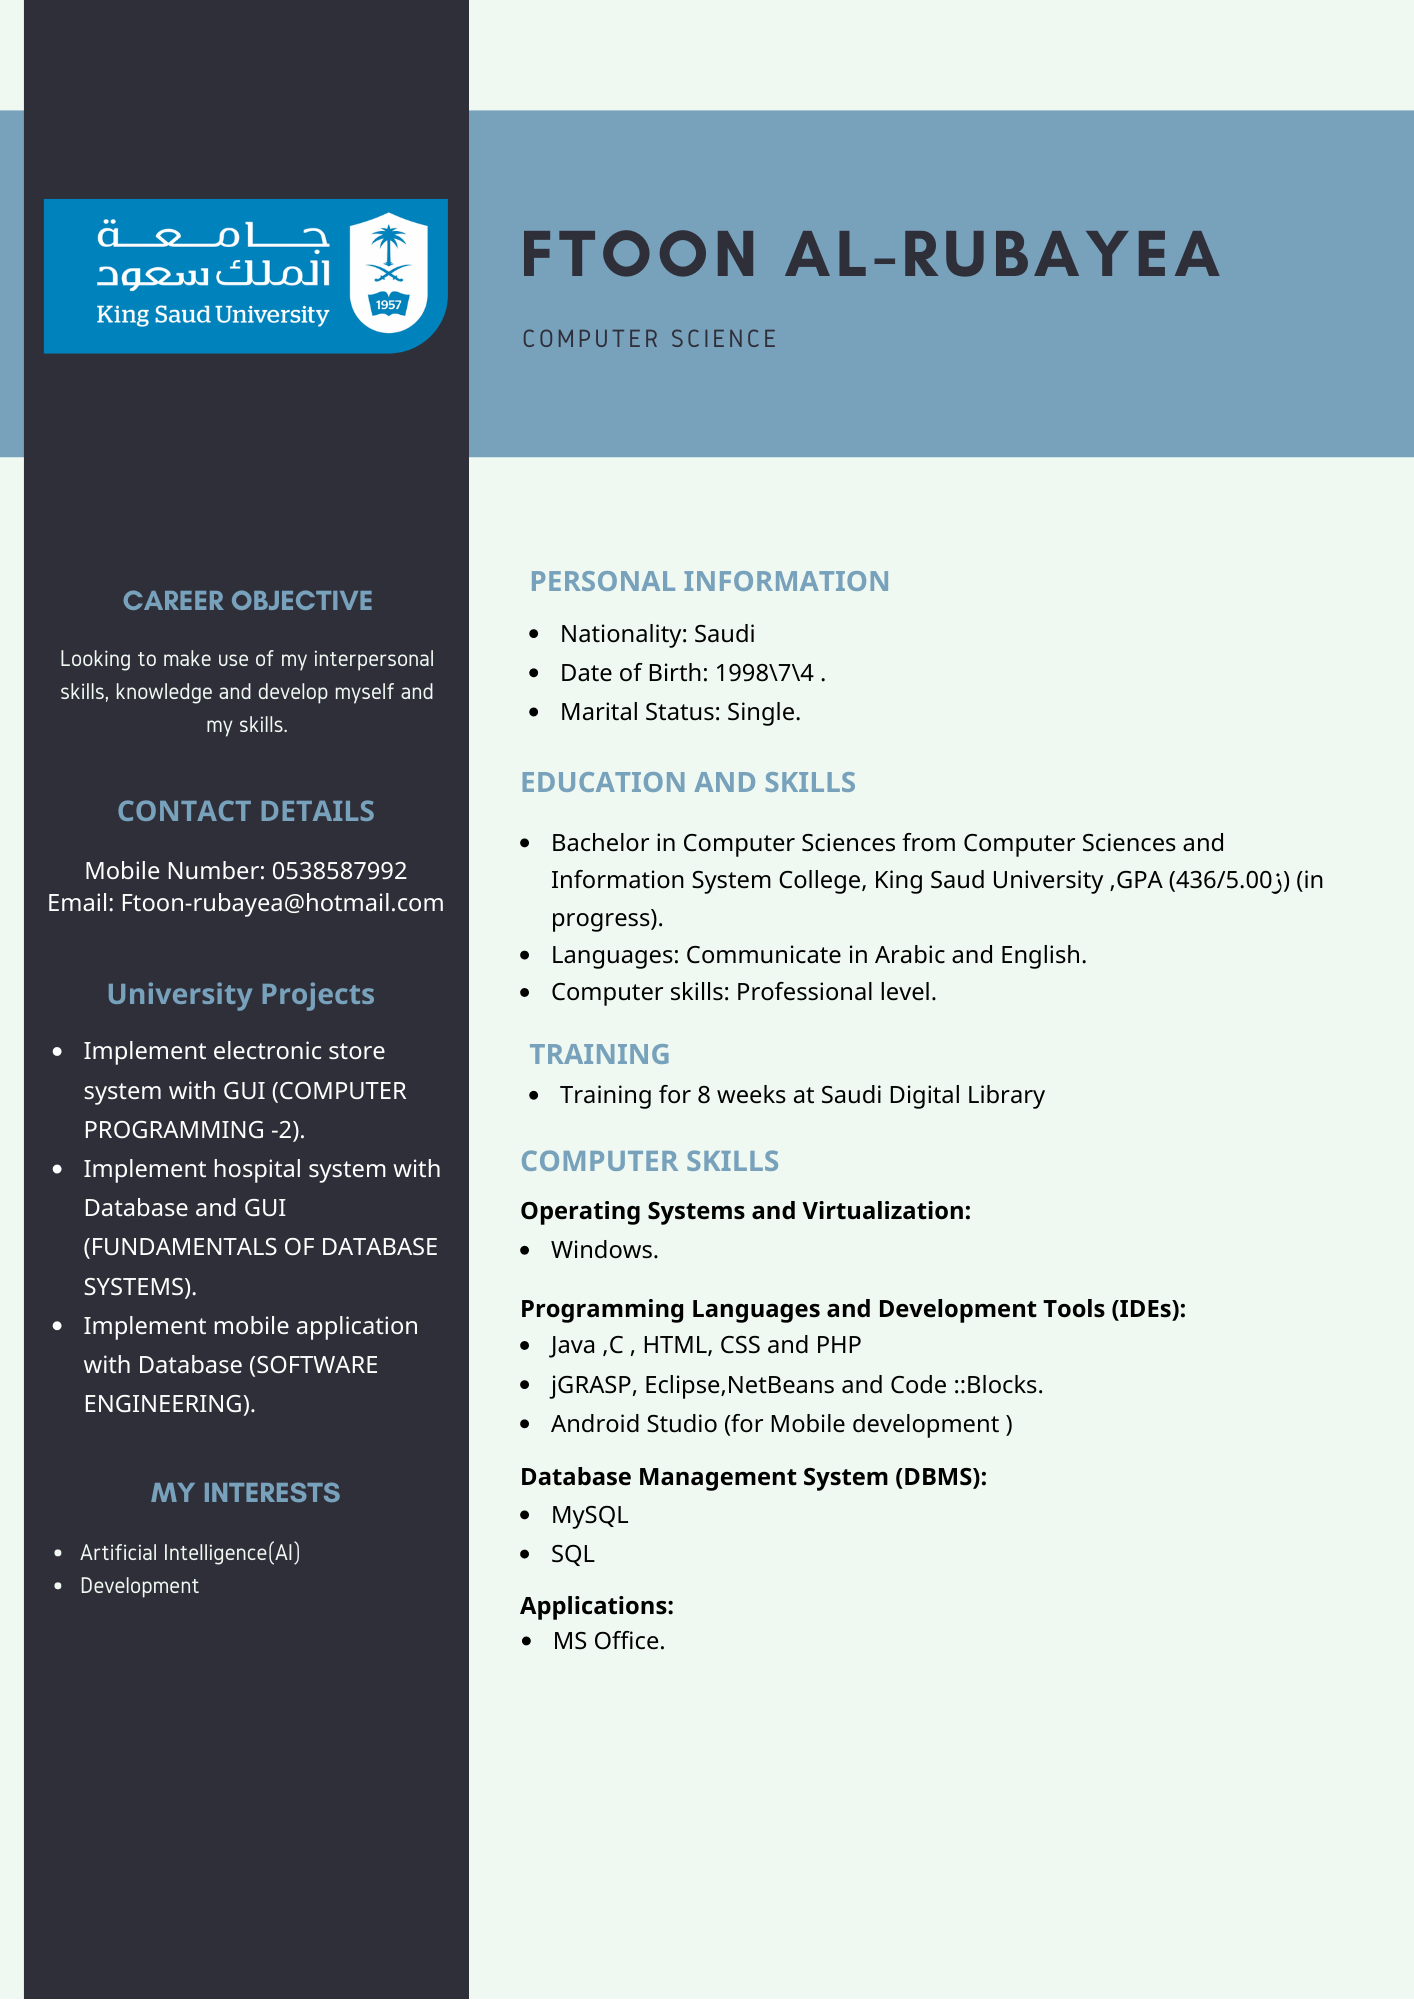 جامعة
الملك سعود
King Saud University
1957
FTOON AL-RUBAYEA
COMPUTER SCIENCE
CAREER OBJECTIVE
Looking to make use of my interpersonal
skills, knowledge and develop myself and
my skills.
CONTACT DETAILS
Mobile Number: 0538587992
Email: Ftoon-rubayea@hotmail.com
University Projects
• Implement electronic store
system with GUI (COMPUTER
PROGRAMMING -2).
• Implement hospital system with
Database and GUI
(FUNDAMENTALS OF DATABASE
SYSTEMS).
• Implement mobile application
with Database (SOFTWARE
ENGINEERING).
MY INTERESTS
• Artificial Intelligence(AI)
• Development
PERSONAL INFORMATION
• Nationality: Saudi
• Date of Birth: 1998\7\4 .
• Marital Status: Single.
EDUCATION AND SKILLS
• Bachelor in Computer Sciences from Computer Sciences and
Information System College, King Saud University ,GPA (436/5.00ز) (in
progress).
• Languages: Communicate in Arabic and English.
• Computer skills: Professional level.
TRAINING
• Training for 8 weeks at Saudi Digital Library
COMPUTER SKILLS
Operating Systems and Virtualization:
• Windows.
Programming Languages and Development Tools (IDEs):
• Java ,C , HTML, CSS and PHP
• jGRASP, Eclipse,NetBeans and Code ::Blocks.
• Android Studio (for Mobile development )
Database Management System (DBMS):
• MySQL
• SQL
Applications:
• MS Office.